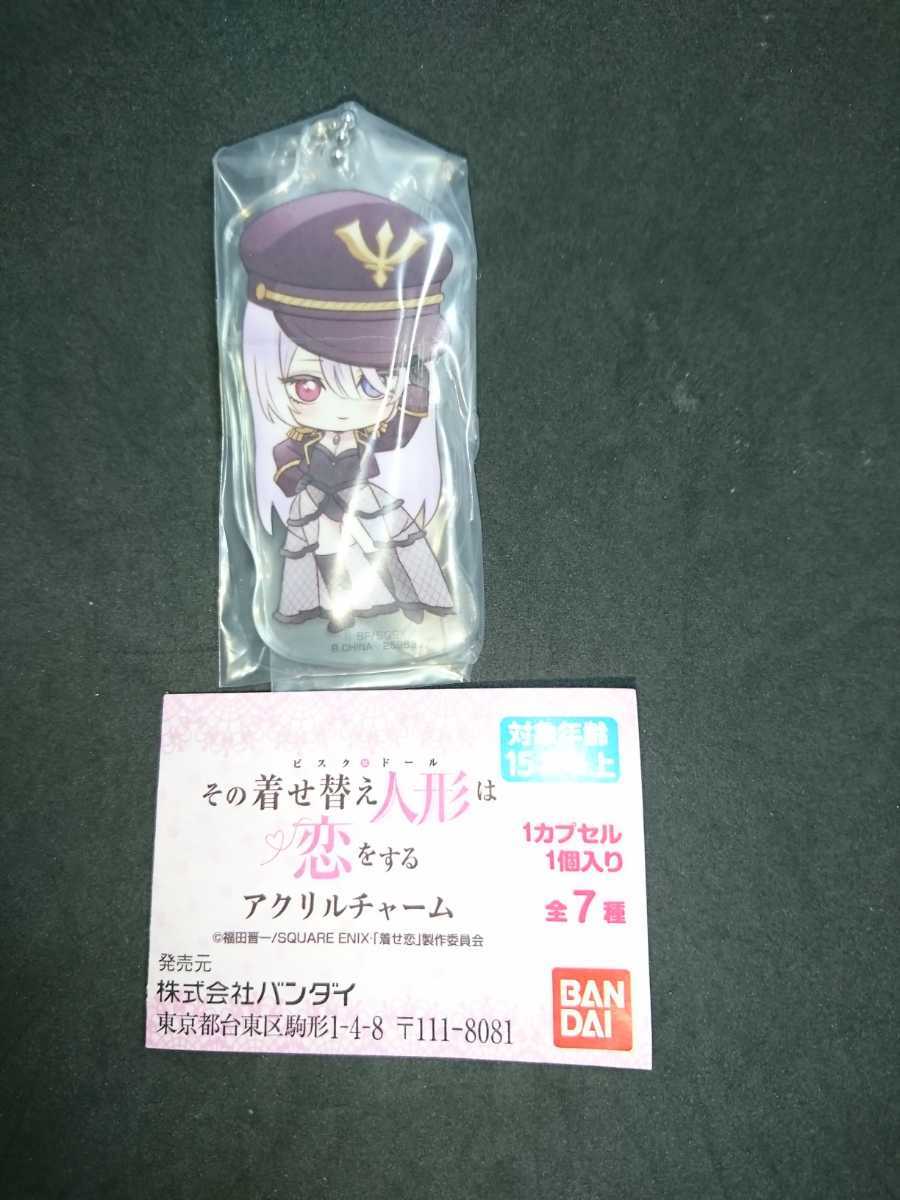 対象年齢
15才以上
ビスク・ドール
その着せ替え人形は
恋をする
アクリルチャーム
1カプセル
1個入り
全7種
©福田晋一/SQUARE ENIX・「着せ恋」製作委員会
発売元
株式会社バンダイ
東京都台東区駒形1-4-8 〒111-8081
BAN
DAI